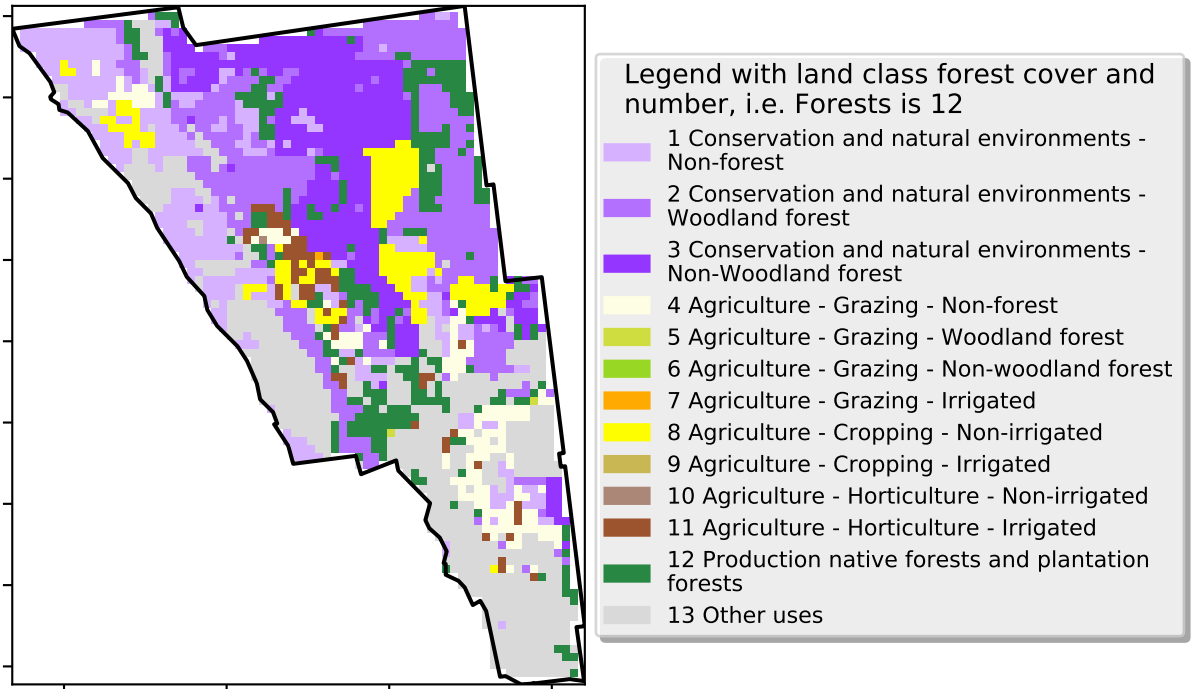 Legend with land class forest cover and
number, i.e. Forests is 12
1 Conservation and natural environments -
Non-forest
2 Conservation and natural environments -
Woodland forest
3 Conservation and natural environments -
Non-Woodland forest
4 Agriculture - Grazing - Non-forest
5 Agriculture - Grazing - Woodland forest
6 Agriculture - Grazing - Non-woodland forest
7 Agriculture - Grazing - Irrigated
8 Agriculture - Cropping - Non-irrigated
9 Agriculture - Cropping - Irrigated
10 Agriculture - Horticulture - Non-irrigated
11 Agriculture - Horticulture - Irrigated
12 Production native forests and plantation
forests
13 Other uses